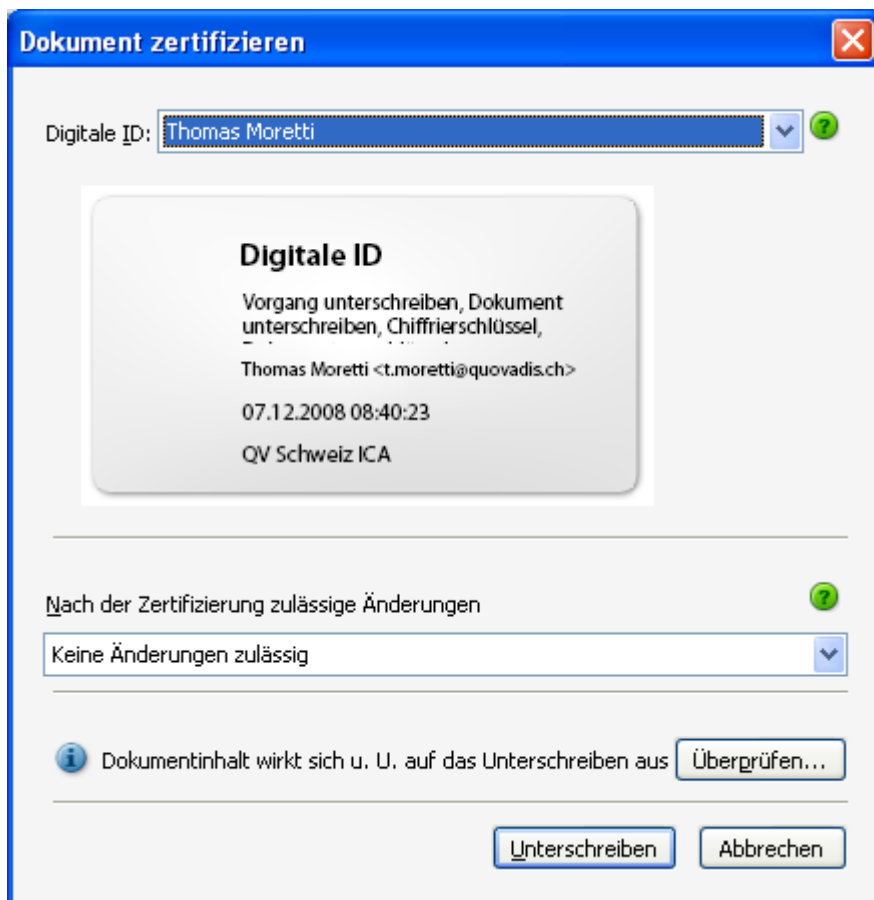 Dokument zertifizieren
Digitale ID: Thomas Moretti
Digitale ID
Vorgang unterschreiben, Dokument
unterschreiben, Chiffrierschlüssel,
Thomas Moretti <t.moretti@quovadis.ch>
07.12.2008 08:40:23
QV Schweiz ICA
Nach der Zertifizierung zulässige Änderungen
Keine Änderungen zulässig
Dokumentinhalt wirkt sich u. U. auf das Unterschreiben aus Überprüfen...
Unterschreiben Abbrechen